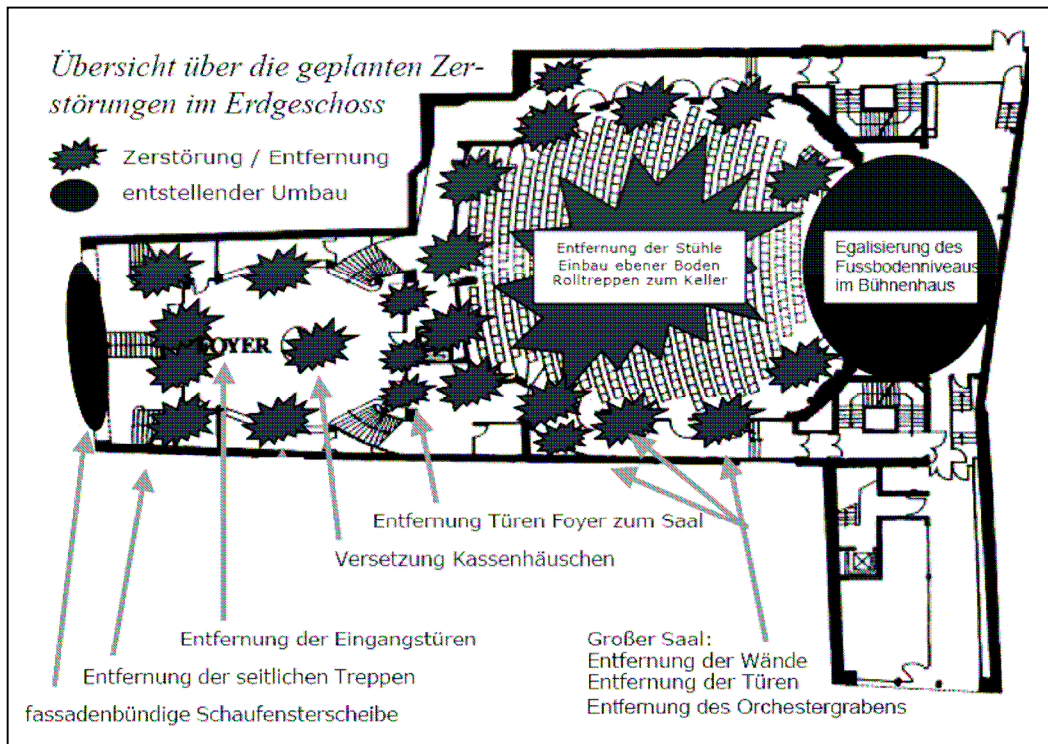 Übersicht über die geplanten Zer-
störungen im Erdgeschoss
Zerstörung / Entfernung
entstellender Umbau
Entfernung der Stühle
Einbau ebener Boden
Rolltreppen zum Keller
Egalisierung des
Fussbodenniveaus
im Bühnenhaus
FOYER
Entfernung Türen Foyer zum Saal
Versetzung Kassenhäuschen
Entfernung der Eingangstüren
Entfernung der seitlichen Treppen
fassadenbündige Schaufensterscheibe
Großer Saal:
Entfernung der Wände
Entfernung der Türen
Entfernung des Orchestergrabens